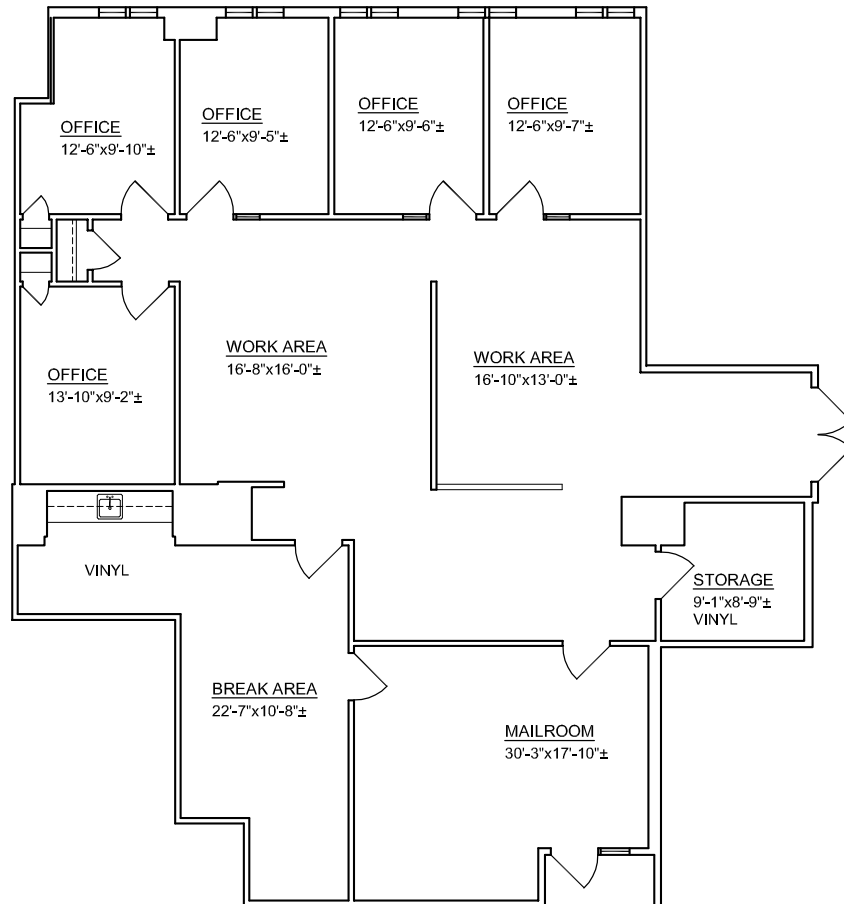 OFFICE
12'-6"x9'-10"±
OFFICE
12'-6"x9'-5"±
OFFICE
12'-6"x9'-6"±
OFFICE
12'-6"x9'-7"±
WORK AREA
16'-8"x16'-0"±
WORK AREA
16'-10"x13'-0"±
OFFICE
13'-10"x9'-2"±
VINYL
STORAGE
9'-1"x8'-9"±
VINYL
BREAK AREA
22'-7"x10'-8"±
MAILROOM
30'-3"x17'-10"±